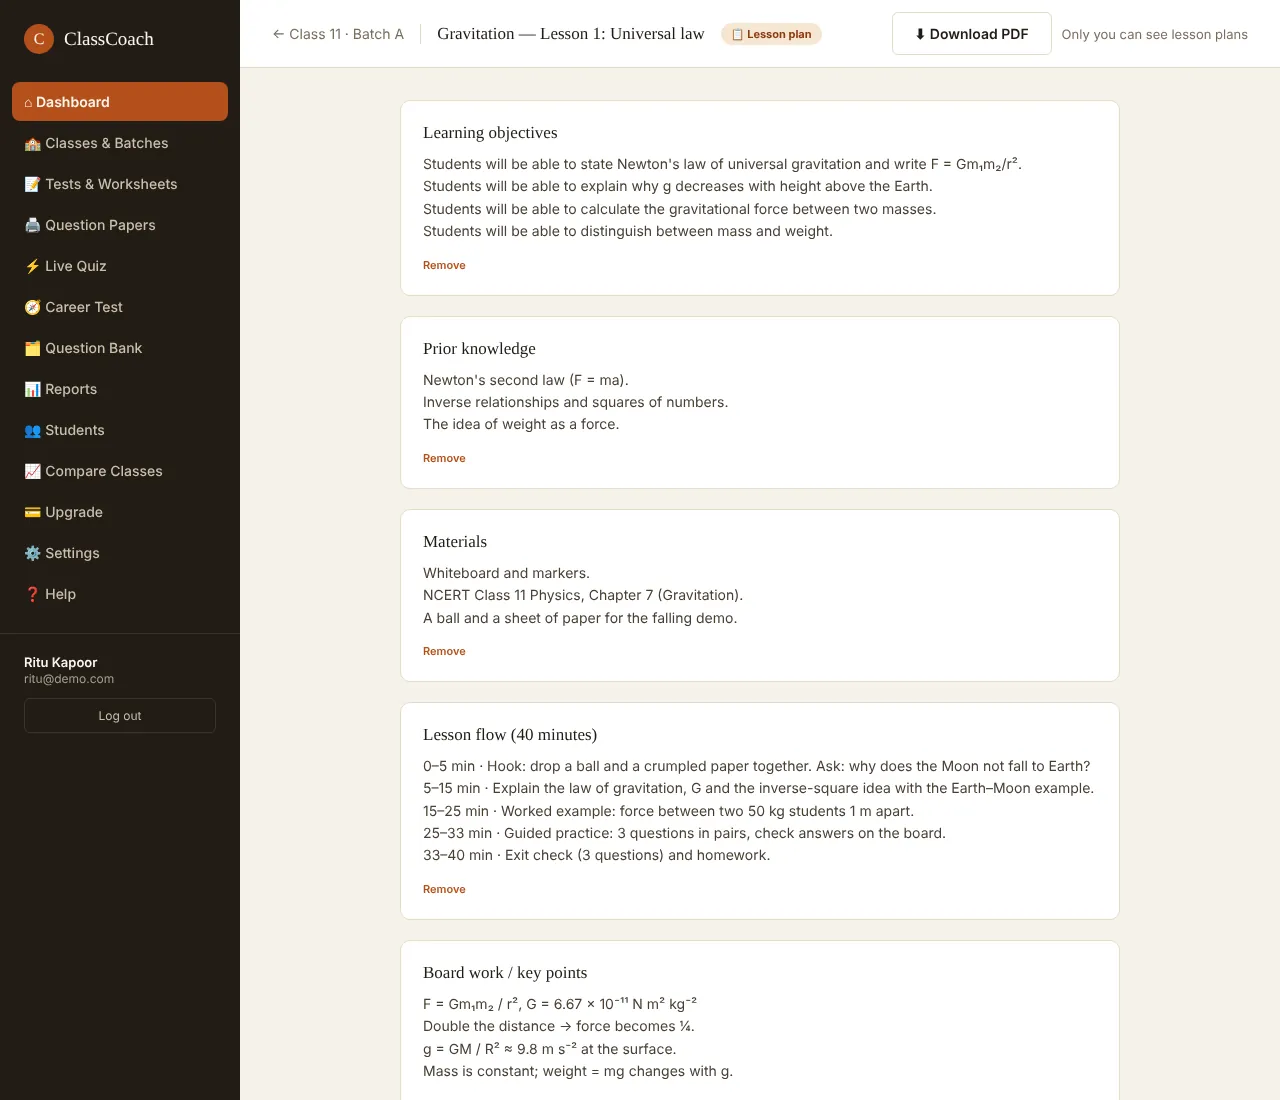 C ClassCoach
⌂ Dashboard
🏫 Classes & Batches
📝 Tests & Worksheets
🖨️ Question Papers
⚡ Live Quiz
🧭 Career Test
🗂️ Question Bank
📊 Reports
👥 Students
📈 Compare Classes
💳 Upgrade
⚙️ Settings
❓ Help
Ritu Kapoor
ritu@demo.com
Log out
← Class 11 · Batch A
Gravitation — Lesson 1: Universal law
📋 Lesson plan
⬇ Download PDF
Only you can see lesson plans
Learning objectives
Students will be able to state Newton's law of universal gravitation and write F = Gm₁m₂/r².
Students will be able to explain why g decreases with height above the Earth.
Students will be able to calculate the gravitational force between two masses.
Students will be able to distinguish between mass and weight.
Remove
Prior knowledge
Newton's second law (F = ma).
Inverse relationships and squares of numbers.
The idea of weight as a force.
Remove
Materials
Whiteboard and markers.
NCERT Class 11 Physics, Chapter 7 (Gravitation).
A ball and a sheet of paper for the falling demo.
Remove
Lesson flow (40 minutes)
0–5 min · Hook: drop a ball and a crumpled paper together. Ask: why does the Moon not fall to Earth?
5–15 min · Explain the law of gravitation, G and the inverse-square idea with the Earth–Moon example.
15–25 min · Worked example: force between two 50 kg students 1 m apart.
25–33 min · Guided practice: 3 questions in pairs, check answers on the board.
33–40 min · Exit check (3 questions) and homework.
Remove
Board work / key points
F = Gm₁m₂ / r², G = 6.67 × 10⁻¹¹ N m² kg⁻²
Double the distance → force becomes ¼.
g = GM / R² ≈ 9.8 m s⁻² at the surface.
Mass is constant; weight = mg changes with g.